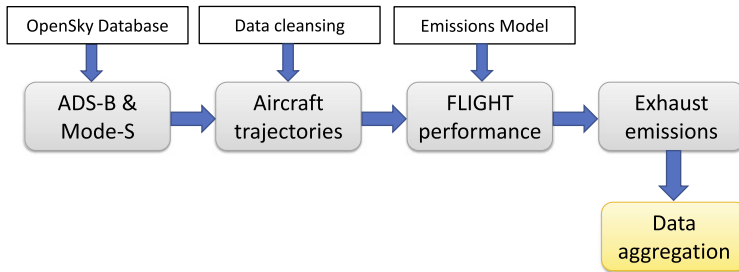 OpenSky Database
Data cleansing
Emissions Model
ADS-B &
Mode-S
Aircraft
trajectories
FLIGHT
performance
Exhaust
emissions
Data
aggregation